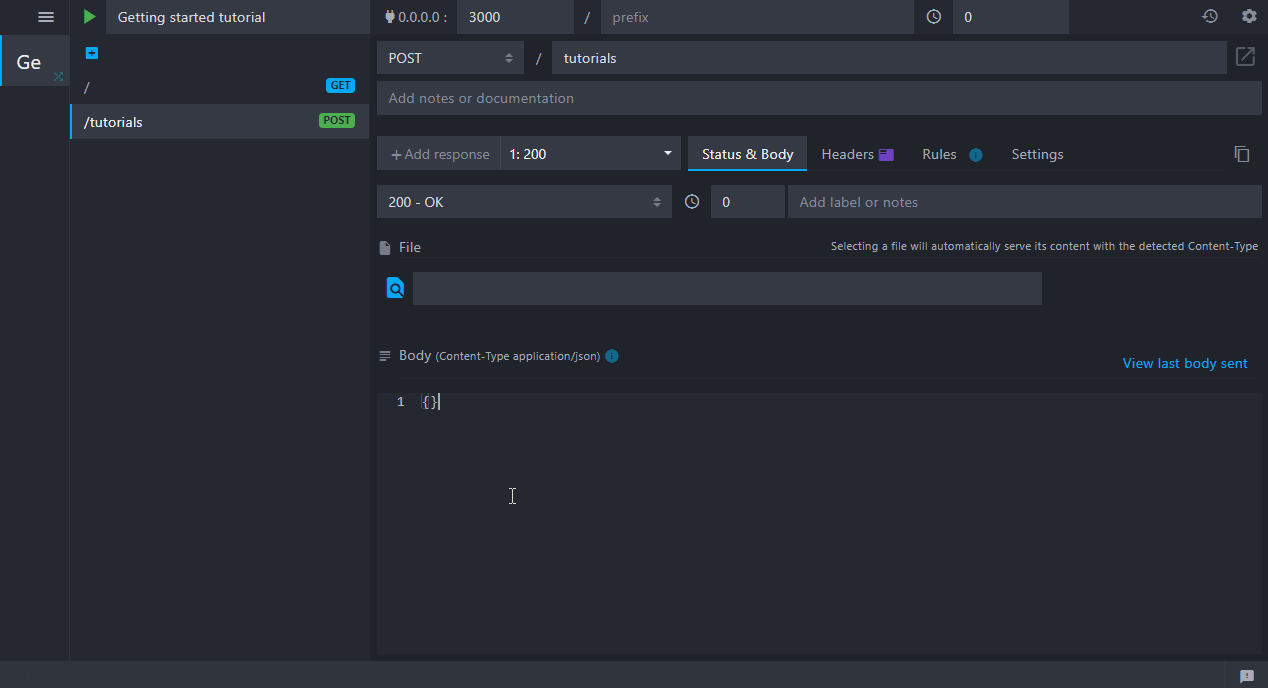 Getting started tutorial
0.0.0.0 : 3000 / prefix 0
Ge
/ GET
/tutorials POST
POST / tutorials
Add notes or documentation
+ Add response 1: 200 Status & Body Headers Rules i Settings
200 - OK 0 Add label or notes
File Selecting a file will automatically serve its content with the detected Content-Type
Body (Content-Type application/json) i
View last body sent
1 {}